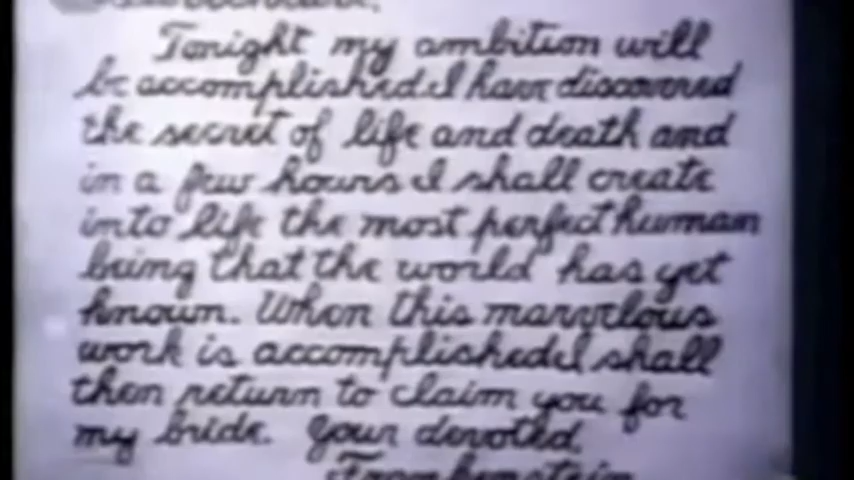 Sweetheart.
Tonight my ambition will
be accomplished. I have discovered
the secret of life and death and
in a few hours I shall create
into life the most perfect human
being that the world has yet
known. When this marvelous
work is accomplished I shall
then return to claim you for
my bride. Your devoted,
Frankenstein